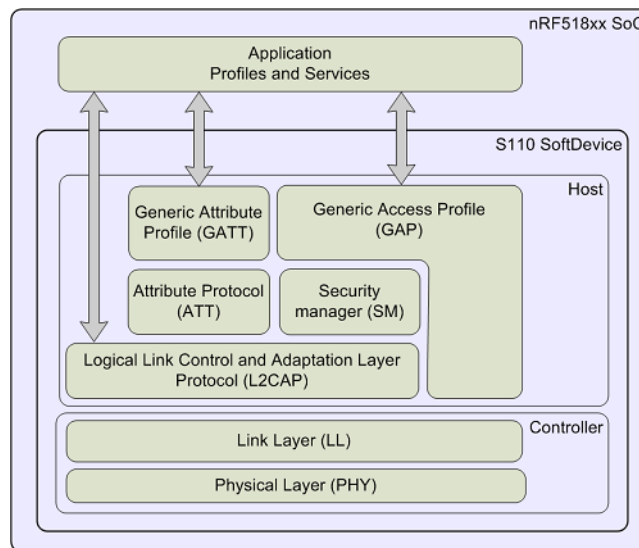 nRF518xx SoC
Application
Profiles and Services
S110 SoftDevice
Host
Generic Attribute
Profile (GATT)
Generic Access Profile
(GAP)
Attribute Protocol
(ATT)
Security
manager (SM)
Logical Link Control and Adaptation Layer
Protocol (L2CAP)
Controller
Link Layer (LL)
Physical Layer (PHY)